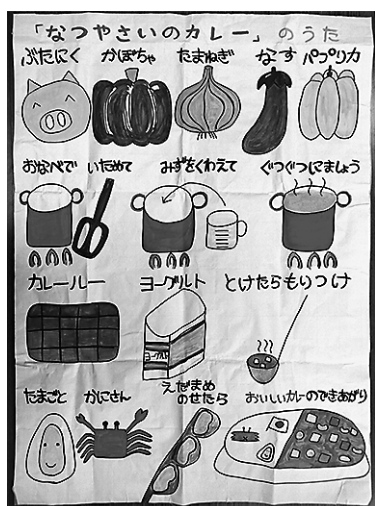 「なつやさいのカレー」のうた
ぶたにく かぼちゃ たまねぎ なす パプリカ
おなべで いためて みずをくわえて ぐつぐつにましょう
カレールー ヨーグルト とけたらもりつけ
ヨーグルト
たまごと かにさん えだまめ のせたら おいしいカレーのできあがり